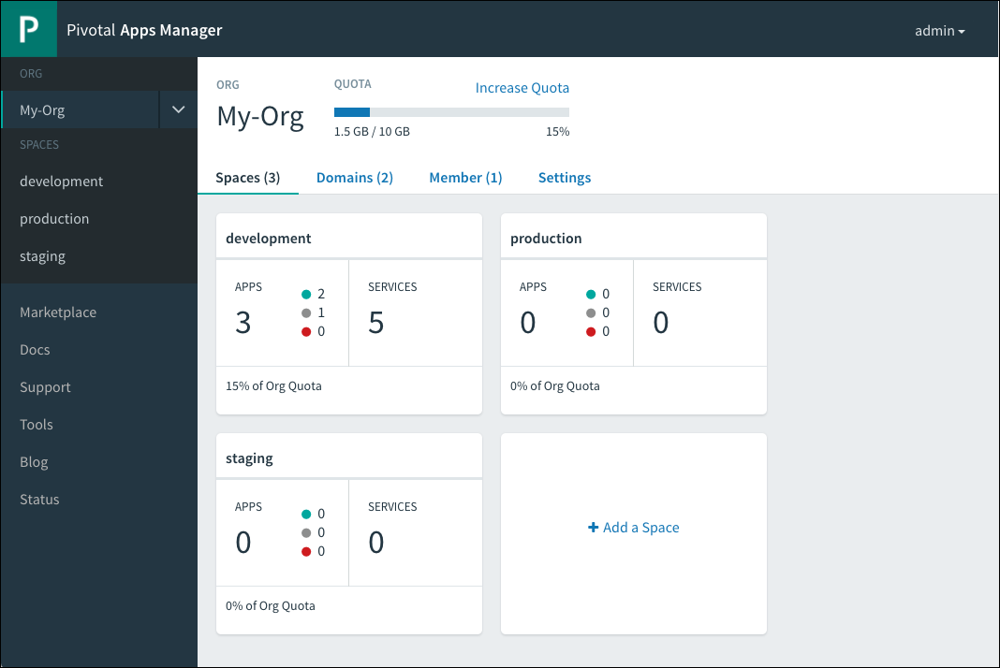 P
Pivotal Apps Manager
admin
ORG
My-Org
SPACES
development
production
staging
Marketplace
Docs
Support
Tools
Blog
Status
ORG
My-Org
QUOTA
Increase Quota
1.5 GB / 10 GB
15%
Spaces (3)
Domains (2)
Member (1)
Settings
development
APPS
3
2
1
0
SERVICES
5
15% of Org Quota
production
APPS
0
0
0
0
SERVICES
0
0% of Org Quota
staging
APPS
0
0
0
0
SERVICES
0
0% of Org Quota
+ Add a Space